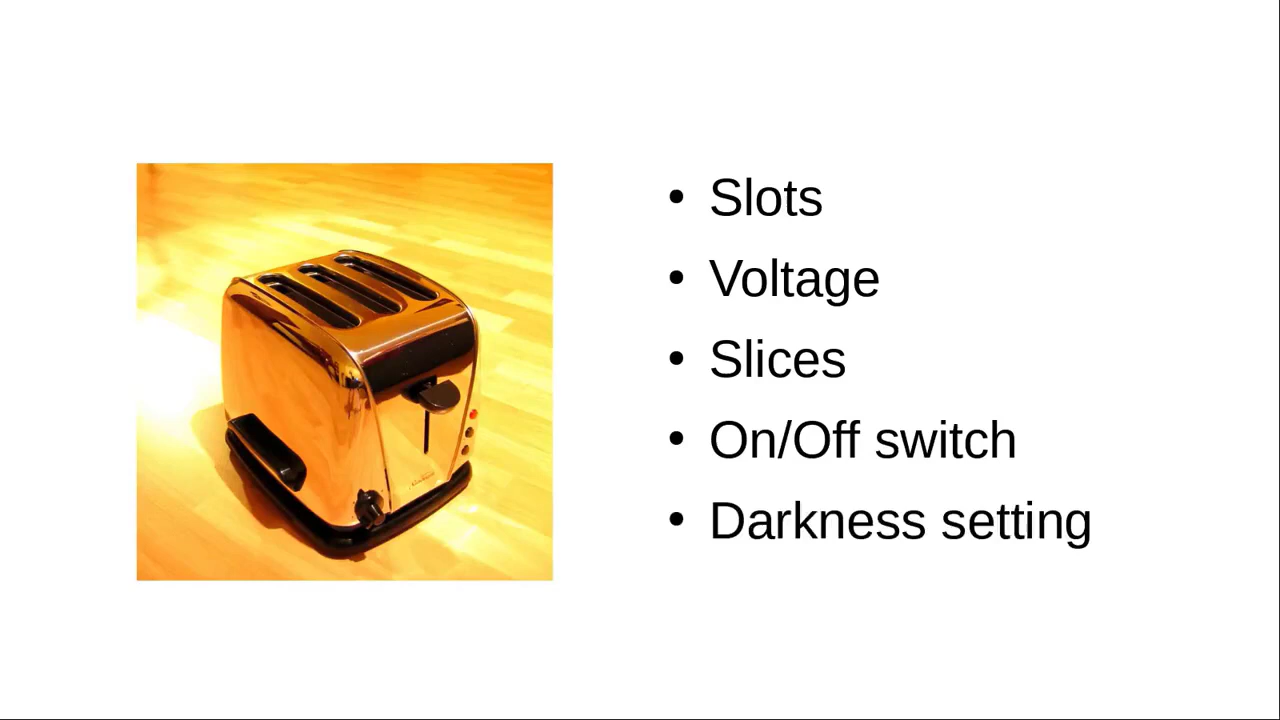 • Slots
• Voltage
• Slices
• On/Off switch
• Darkness setting